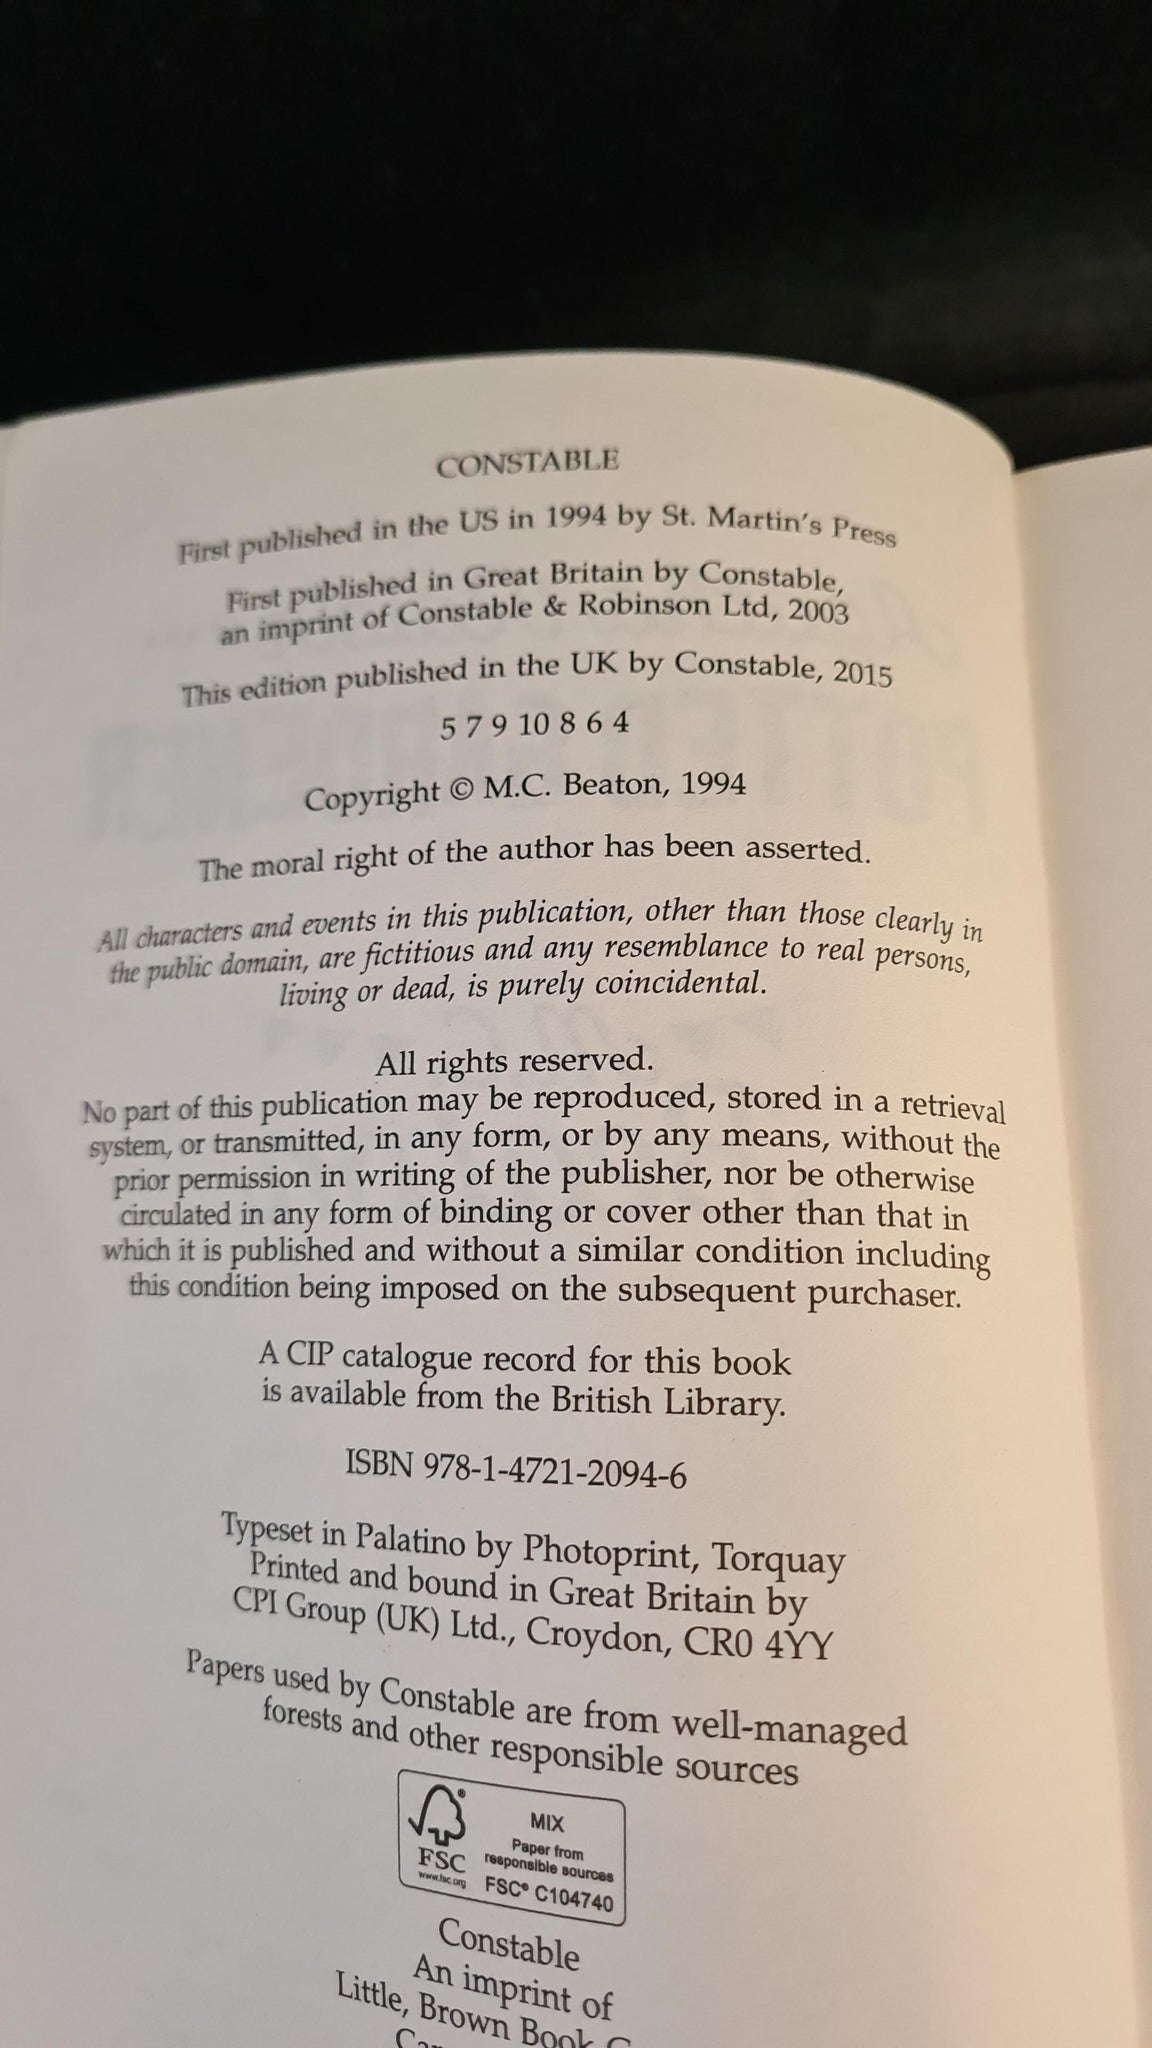 CONSTABLE
First published in the US in 1994 by St. Martin's Press
First published in Great Britain by Constable,
an imprint of Constable & Robinson Ltd, 2003
This edition published in the UK by Constable, 2015
5 7 9 10 8 6 4
Copyright © M.C. Beaton, 1994
The moral right of the author has been asserted.
All characters and events in this publication, other than those clearly in
the public domain, are fictitious and any resemblance to real persons,
living or dead, is purely coincidental.
All rights reserved.
No part of this publication may be reproduced, stored in a retrieval
system, or transmitted, in any form, or by any means, without the
prior permission in writing of the publisher, nor be otherwise
circulated in any form of binding or cover other than that in
which it is published and without a similar condition including
this condition being imposed on the subsequent purchaser.
A CIP catalogue record for this book
is available from the British Library.
ISBN 978-1-4721-2094-6
Typeset in Palatino by Photoprint, Torquay
Printed and bound in Great Britain by
CPI Group (UK) Ltd., Croydon, CR0 4YY
Papers used by Constable are from well-managed
forests and other responsible sources
MIX
Paper from
responsible sources
FSC
www.fsc.org
FSC® C104740
Constable
An imprint of
Little, Brown Book